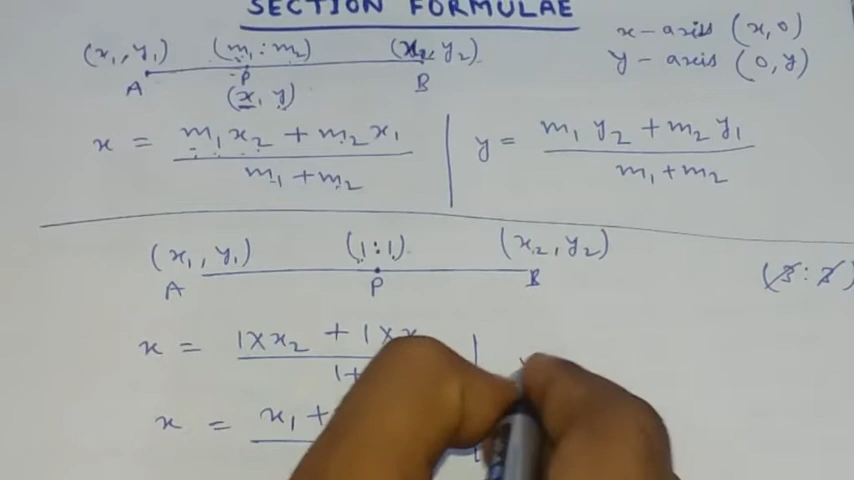 SECTION FORMULAE
x-axis (x, 0)
y-axis (0, y)
(x₁, y₁) (m₁ : m₂) (x₂, y₂)
A P B
(x, y)
x = m₁x₂ + m₂x₁ / m₁ + m₂
y = m₁y₂ + m₂y₁ / m₁ + m₂
(x₁, y₁) (1:1) (x₂, y₂)
A P B
x = 1×x₂ + 1×x / 1+
x = x₁ +